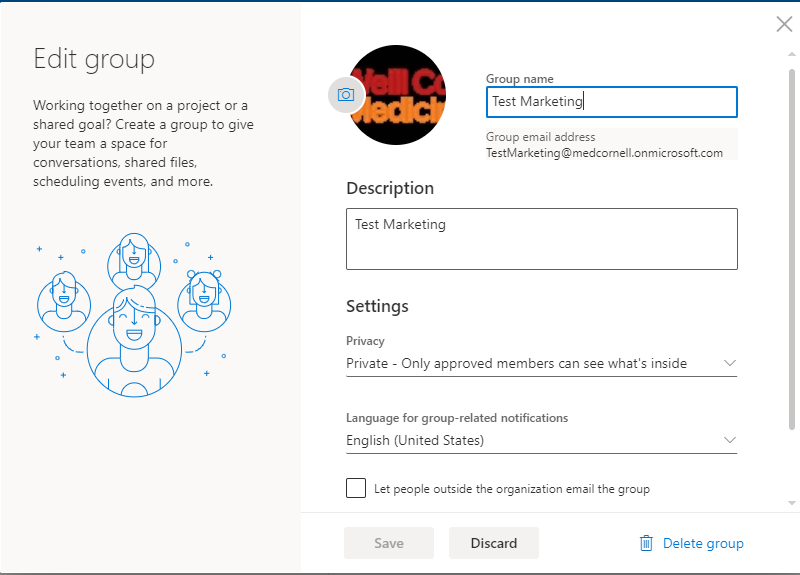 Edit group
Working together on a project or a
shared goal? Create a group to give
your team a space for
conversations, shared files,
scheduling events, and more.
Group name
Test Marketing
Group email address
TestMarketing@medcornell.onmicrosoft.com
Description
Test Marketing
Settings
Privacy
Private - Only approved members can see what's inside
Language for group-related notifications
English (United States)
Let people outside the organization email the group
Save
Discard
Delete group